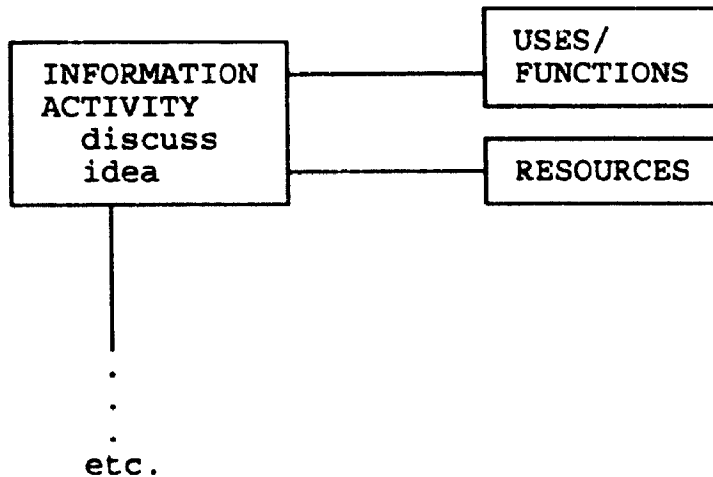 INFORMATION
ACTIVITY
discuss
idea
USES/
FUNCTIONS
RESOURCES
.
.
.
etc.